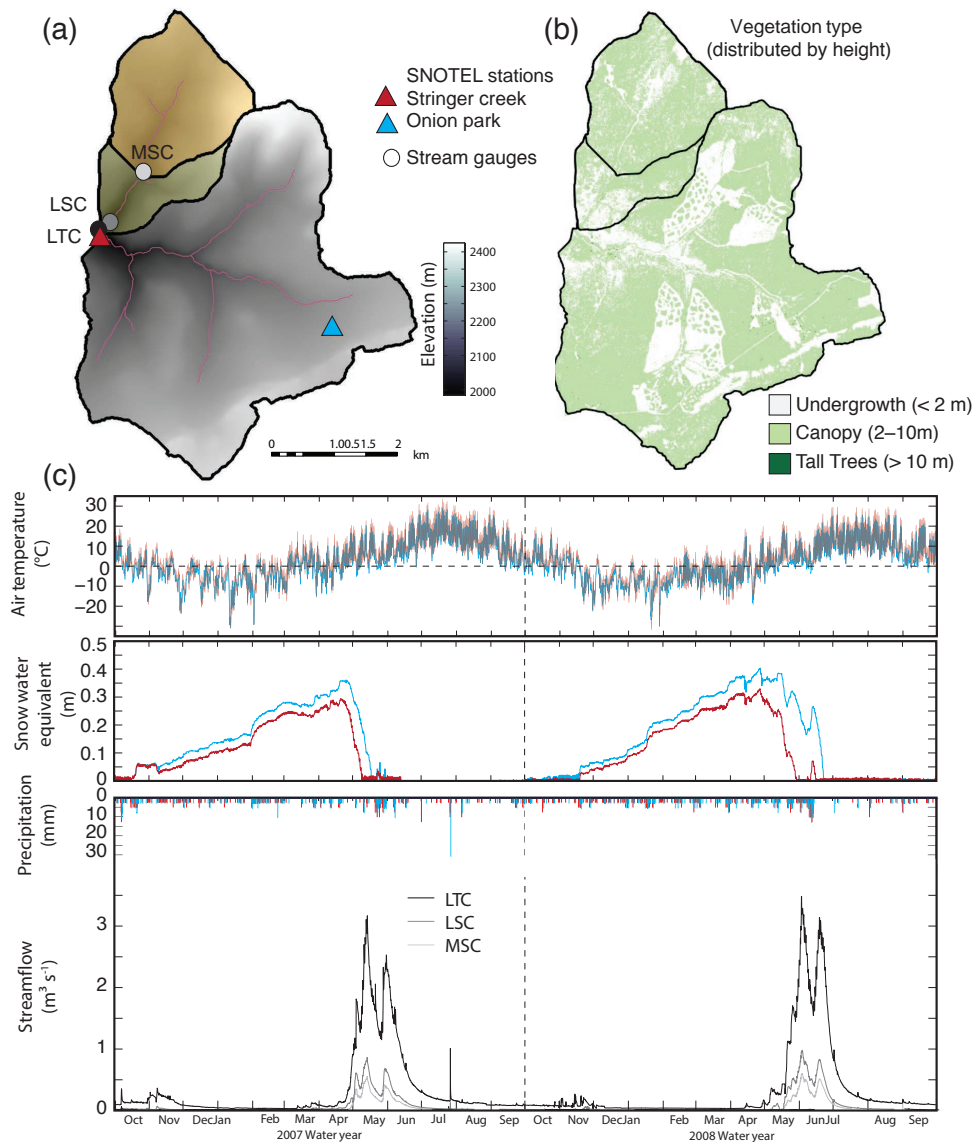 (a)
SNOTEL stations
Stringer creek
Onion park
Stream gauges
MSC
LSC
LTC
Elevation (m)
2400
2300
2200
2100
2000
0 1.00.51.5 2
km
(b)
Vegetation type
(distributed by height)
Undergrowth (< 2 m)
Canopy (2–10m)
Tall Trees (> 10 m)
(c)
Air temperature
(°C)
30
20
10
0
−10
−20
Snow water
equivalent
(m)
0.5
0.4
0.3
0.2
0.1
0
Precipitation
(mm)
0
10
20
30
Streamflow
(m³ s⁻¹)
3
2
1
0
LTC
LSC
MSC
Oct Nov DecJan Feb Mar Apr May Jun Jul Aug Sep Oct Nov DecJan Feb Mar Apr May JunJul Aug Sep
2007 Water year
2008 Water year